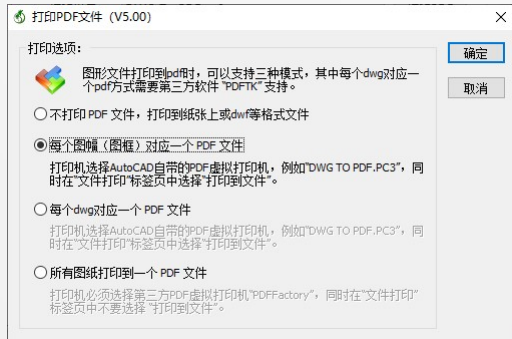 打印PDF文件（V5.00）
打印选项：
确定
图形文件打印到pdf时，可以支持三种模式，其中每个dwg对应一
个pdf方式需要第三方软件“PDFTK”支持。
取消
不打印 PDF 文件，打印到纸张上或dwf等格式文件
每个图幅（图框）对应一个 PDF 文件
打印机选择AutoCAD自带的PDF虚拟打印机，例如“DWG TO PDF.PC3”，同
时在“文件打印”标签页中选择“打印到文件”。
每个dwg对应一个 PDF 文件
打印机选择AutoCAD自带的PDF虚拟打印机，例如“DWG TO PDF.PC3”，同
时在“文件打印”标签页中选择“打印到文件”。
所有图纸打印到一个 PDF 文件
打印机必须选择第三方PDF虚拟打印机“PDFFactory”，同时在“文件打印”
标签页中不要选择 “打印到文件”。